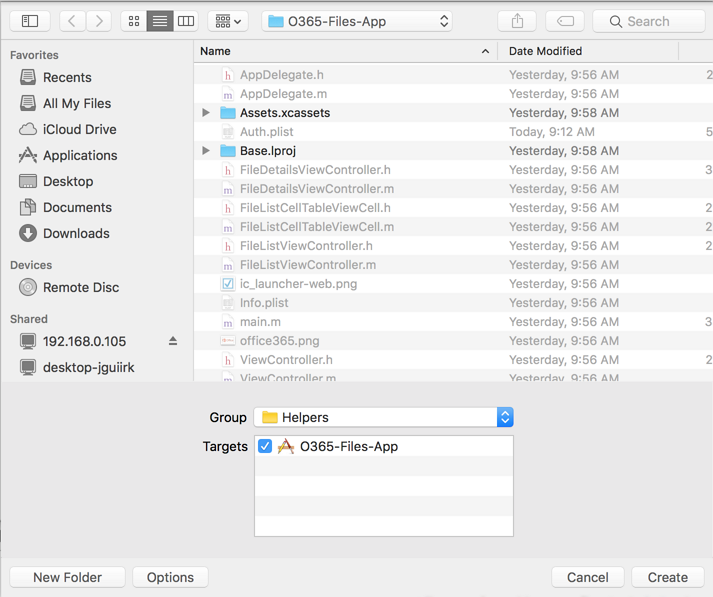 O365-Files-App
Search
Name Date Modified
Favorites
Recents
All My Files
iCloud Drive
Applications
Desktop
Documents
Downloads
Devices
Remote Disc
Shared
192.168.0.105
desktop-jguiirk
h AppDelegate.h Yesterday, 9:56 AM 2
m AppDelegate.m Yesterday, 9:56 AM
Assets.xcassets Yesterday, 9:58 AM
Auth.plist Today, 9:12 AM 5
Base.lproj Yesterday, 9:58 AM
h FileDetailsViewController.h Yesterday, 9:56 AM 3
m FileDetailsViewController.m Yesterday, 9:56 AM
h FileListCellTableViewCell.h Yesterday, 9:56 AM 2
m FileListCellTableViewCell.m Yesterday, 9:56 AM 2
h FileListViewController.h Yesterday, 9:56 AM 2
m FileListViewController.m Yesterday, 9:56 AM
ic_launcher-web.png Yesterday, 9:56 AM
Info.plist Yesterday, 9:56 AM
m main.m Yesterday, 9:56 AM 3
office365.png Yesterday, 9:56 AM
h ViewController.h Yesterday, 9:56 AM 2
m ViewController.m Yesterday, 9:56 AM
Group Helpers
Targets O365-Files-App
New Folder Options Cancel Create